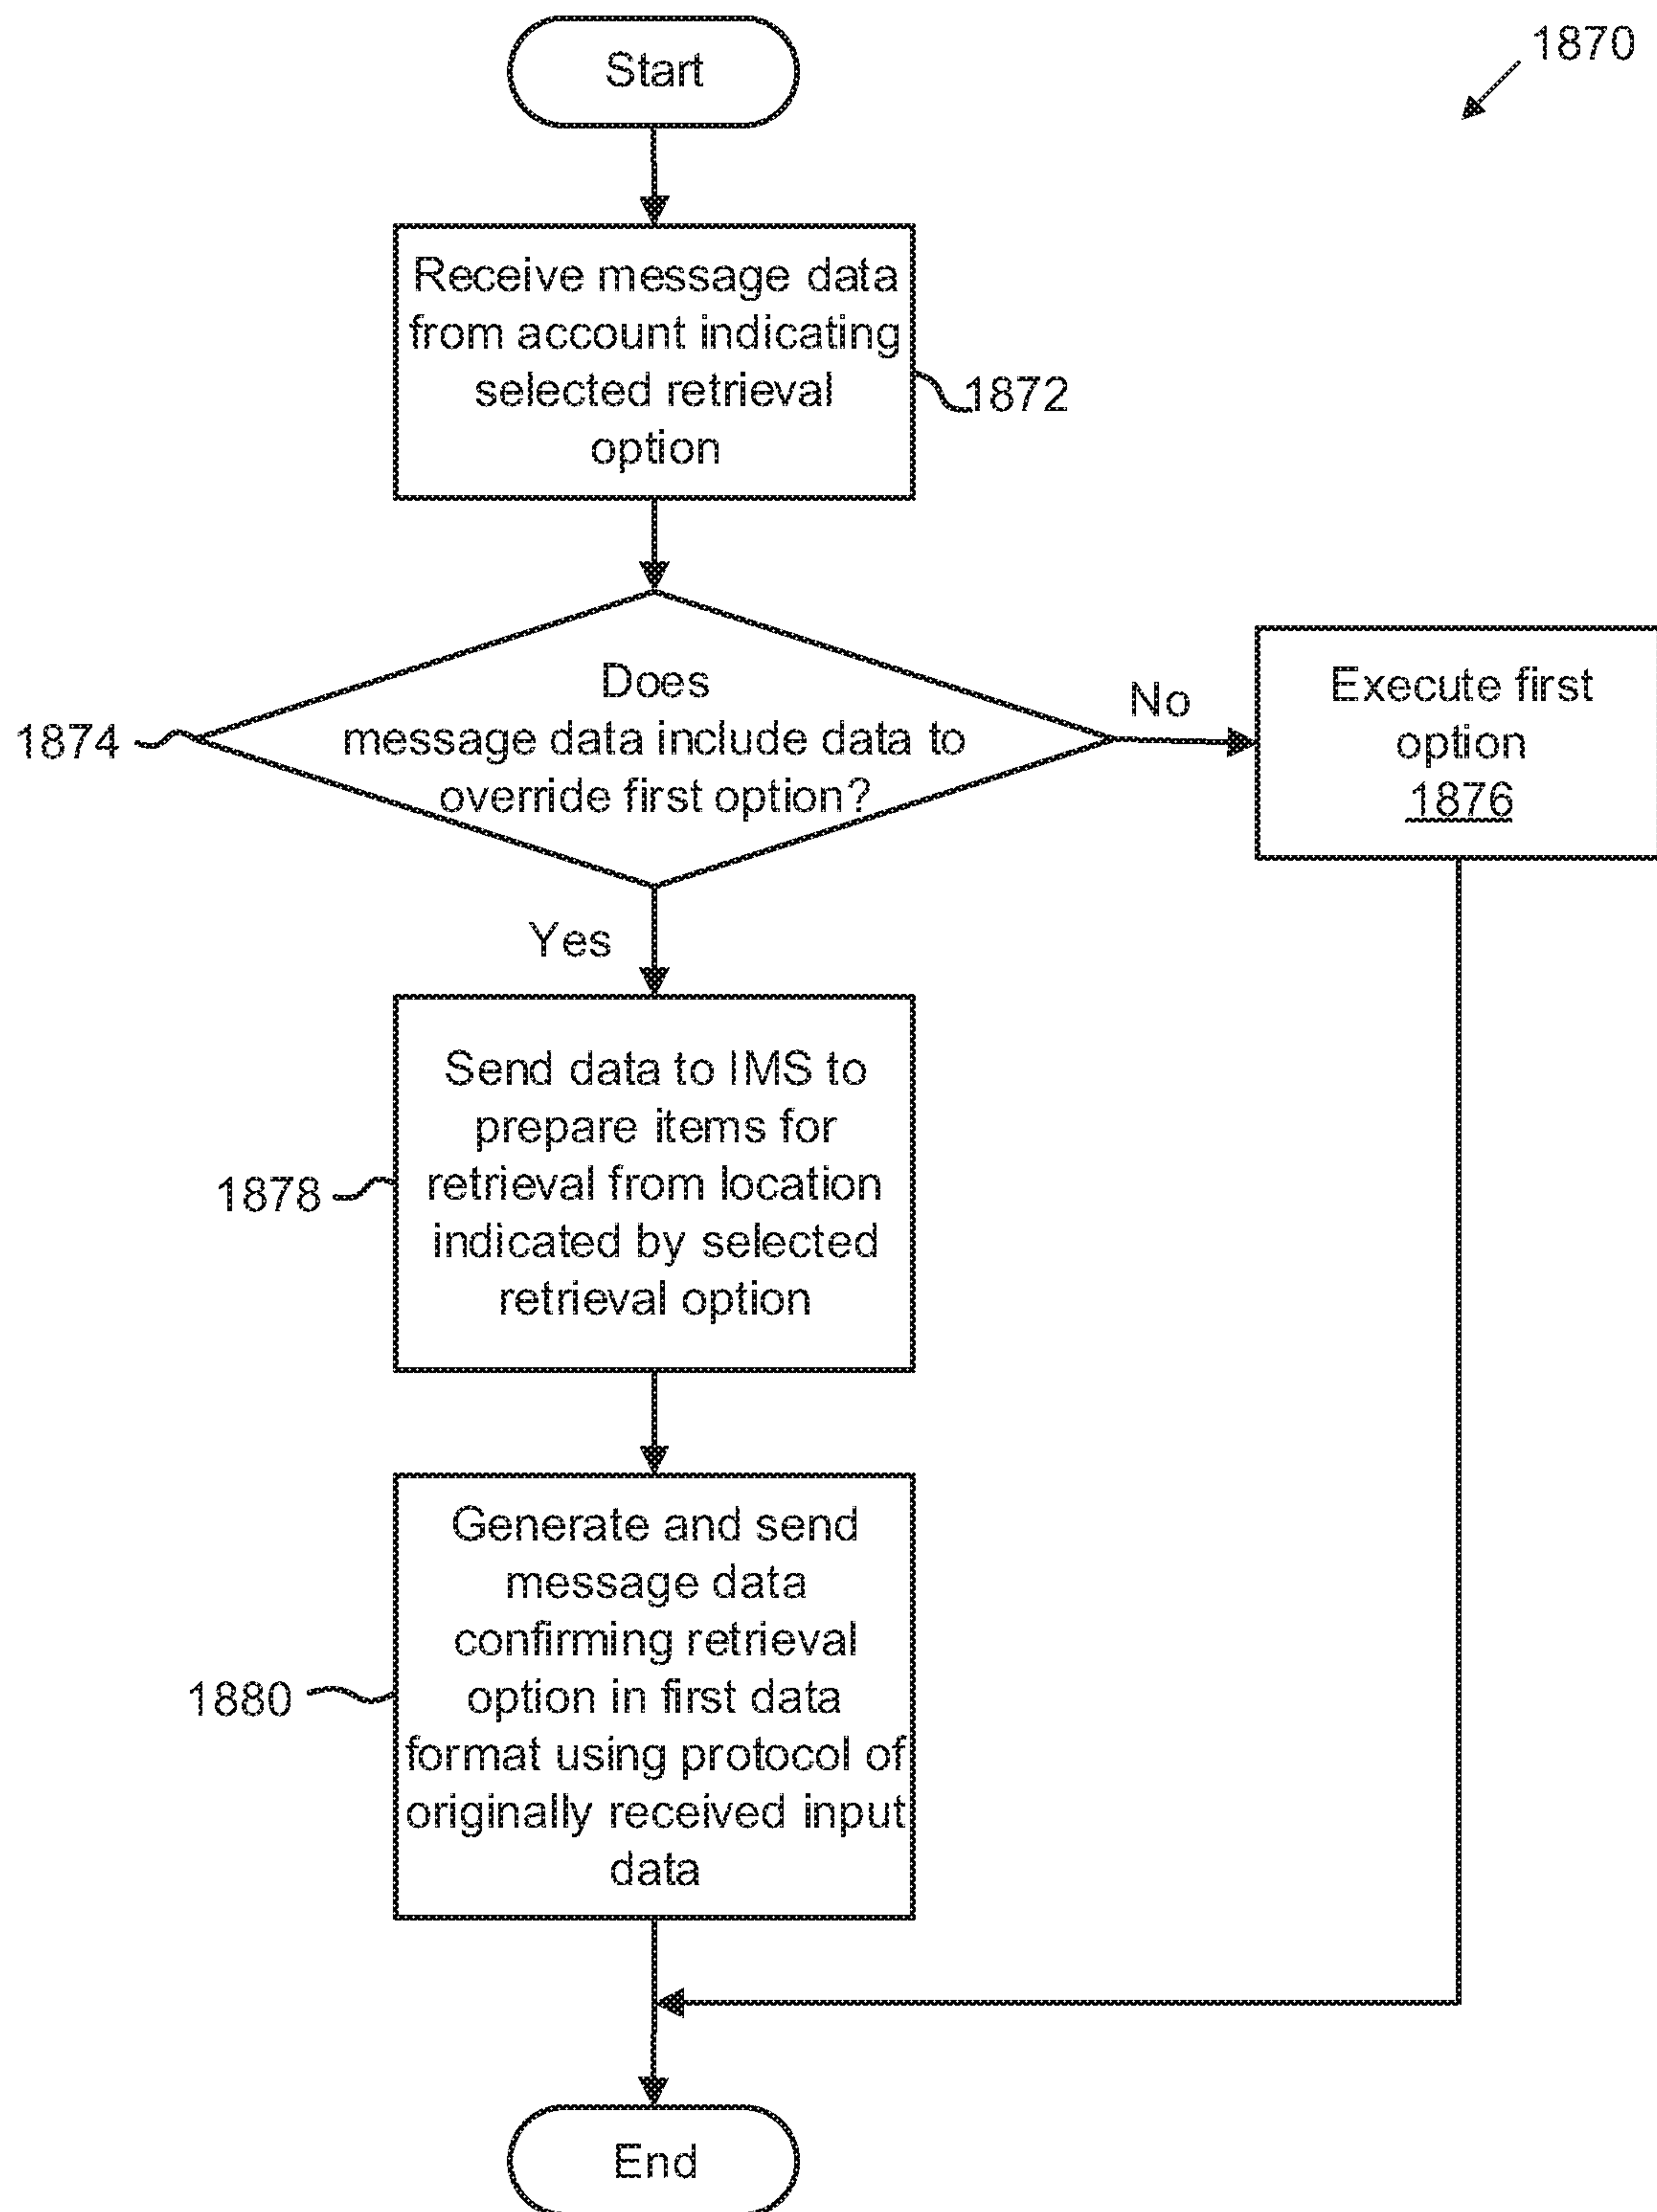 1870
Start
Receive message data
from account indicating
selected retrieval
option
1872
Does
message data include data to
override first option?
1874
No
Execute first
option
1876
Yes
Send data to IMS to
prepare items for
retrieval from location
indicated by selected
retrieval option
1878
Generate and send
message data
confirming retrieval
option in first data
format using protocol of
originally received input
data
1880
End